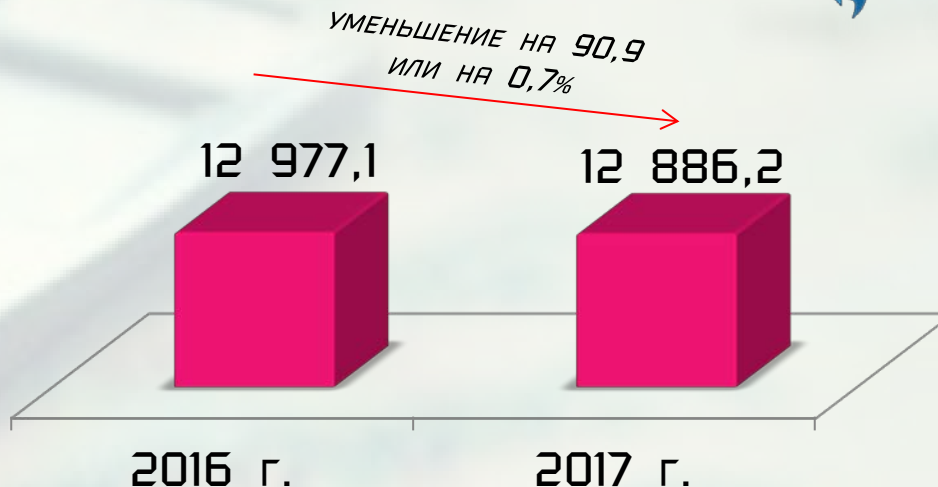 УМЕНЬШЕНИЕ НА 90,9
ИЛИ НА 0,7%
12 977,1
12 886,2
2016 г.
2017 г.